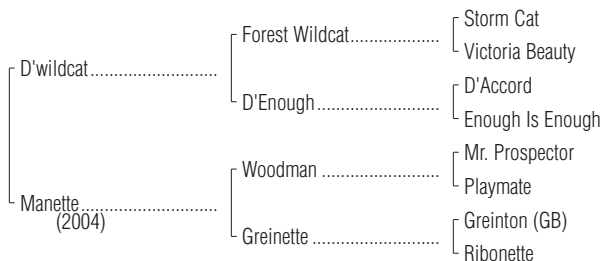 Storm Cat
Forest Wildcat....................
Victoria Beauty
D'wildcat...........................
D'Accord
D'Enough...........................
Enough Is Enough
Mr. Prospector
Woodman .........................
Playmate
Manette.............................
(2004)
Greinton (GB)
Greinette ...........................
Ribonette